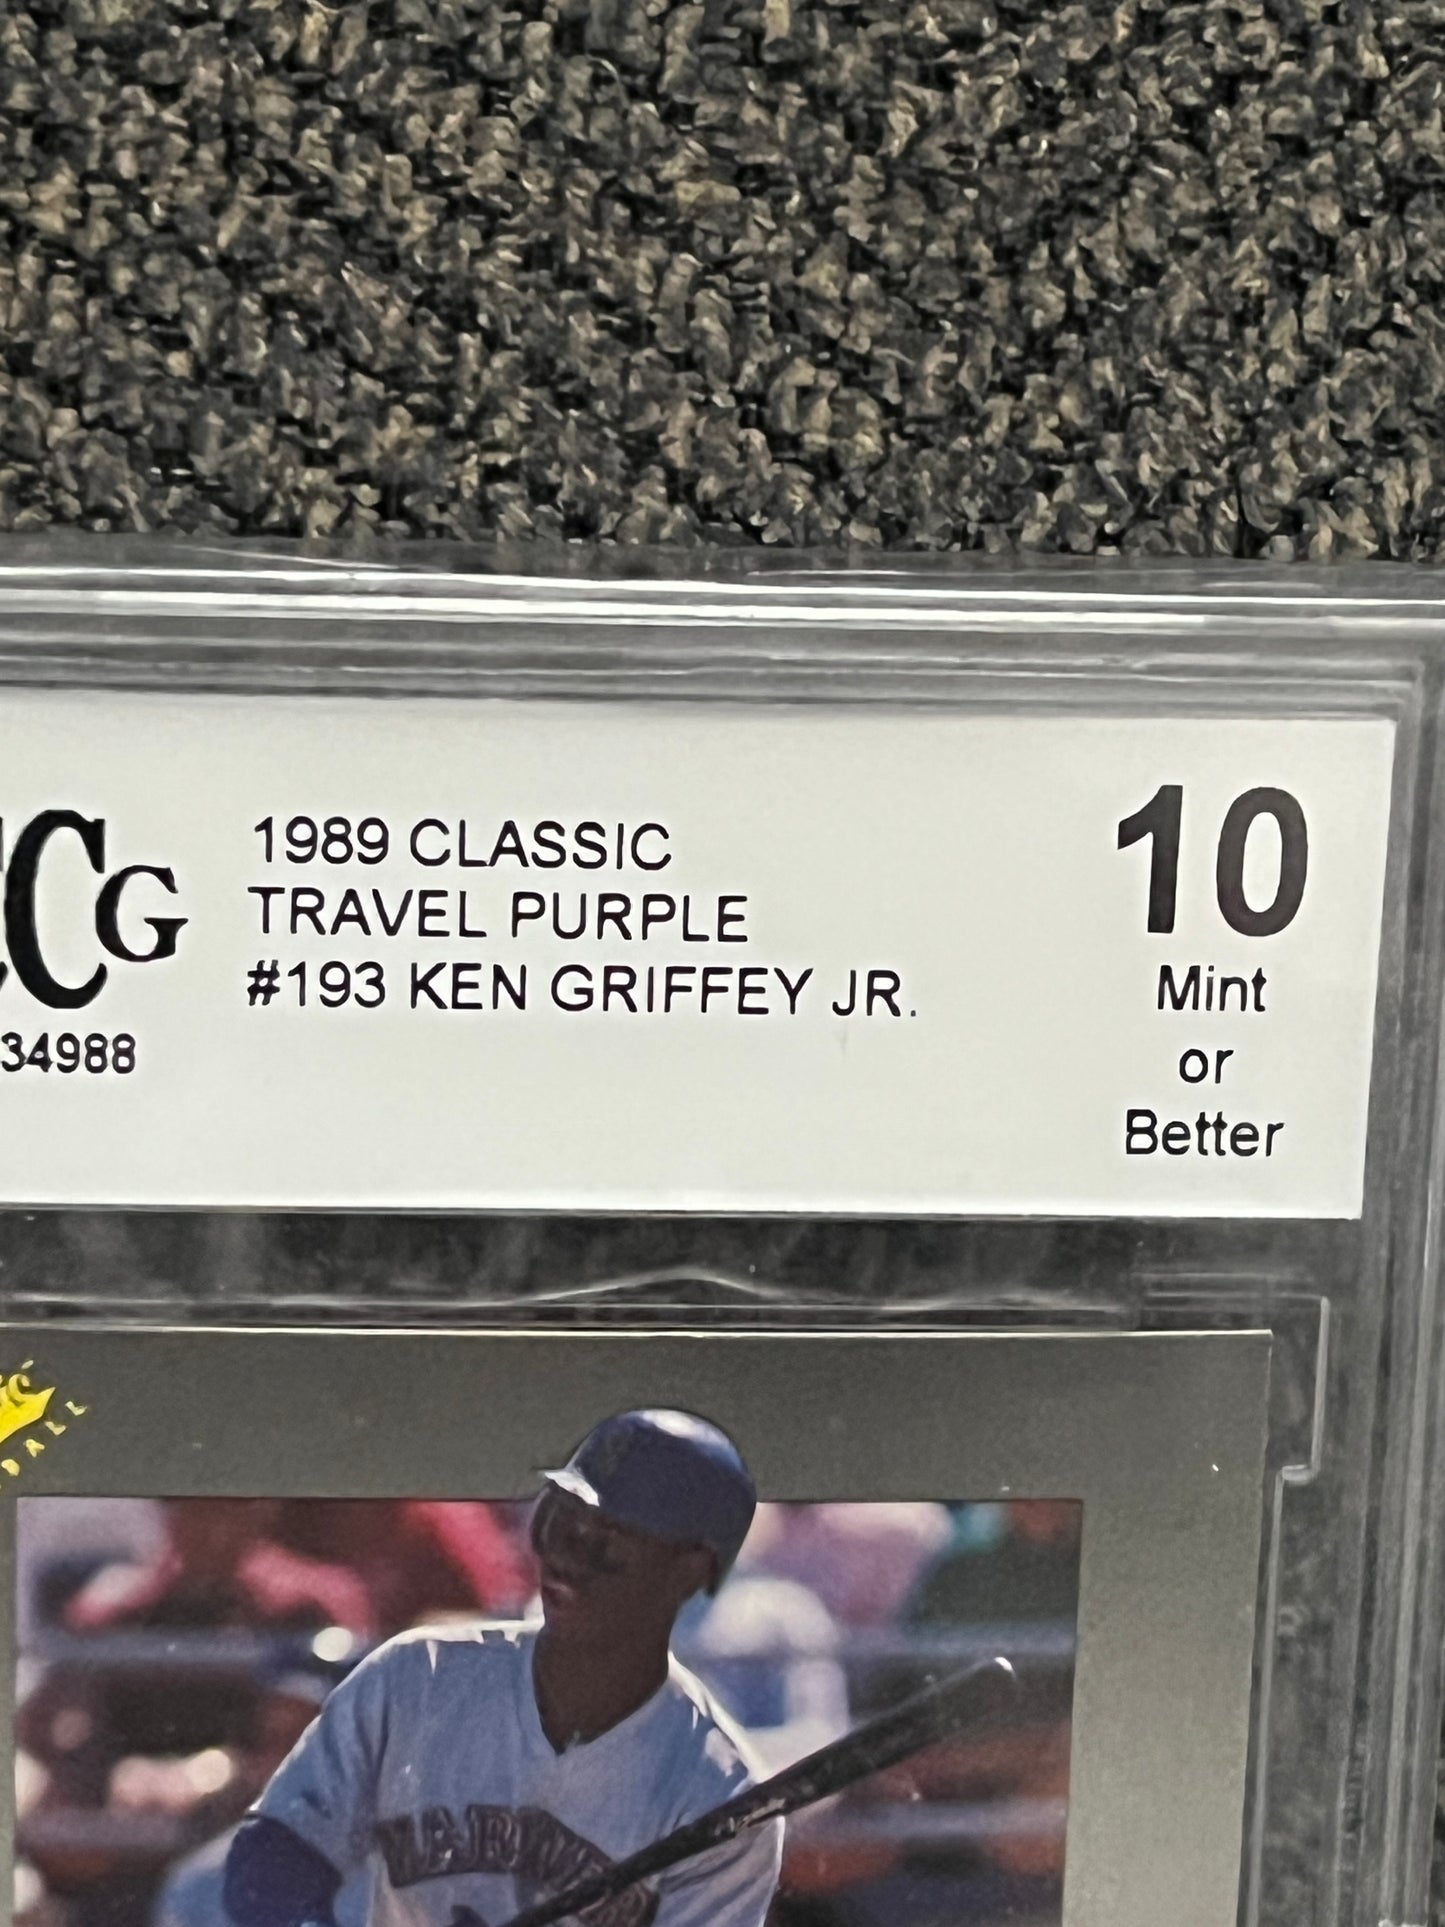 CG
1989 CLASSIC
TRAVEL PURPLE
#193 KEN GRIFFEY JR.
34988
10
Mint
or
Better